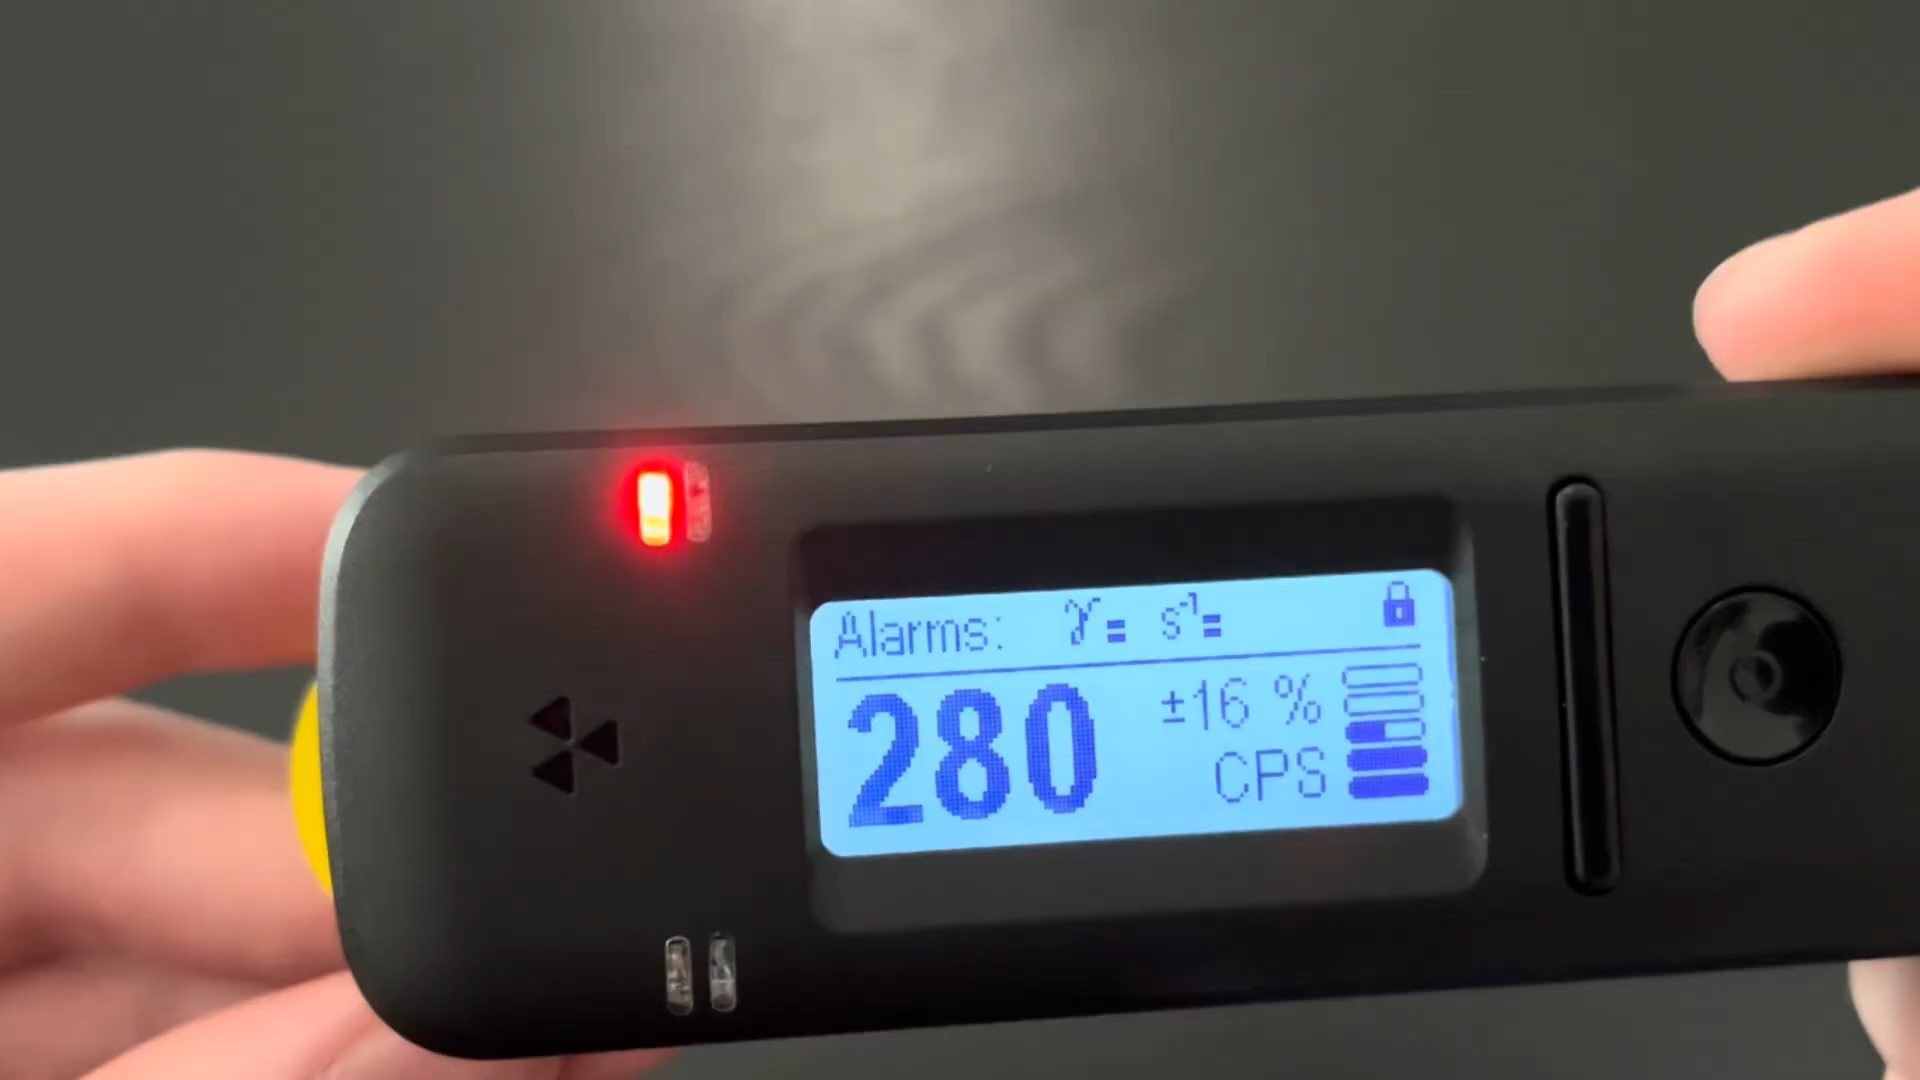 Alarms: γ= s⁻¹=
280 ±16 %
CPS